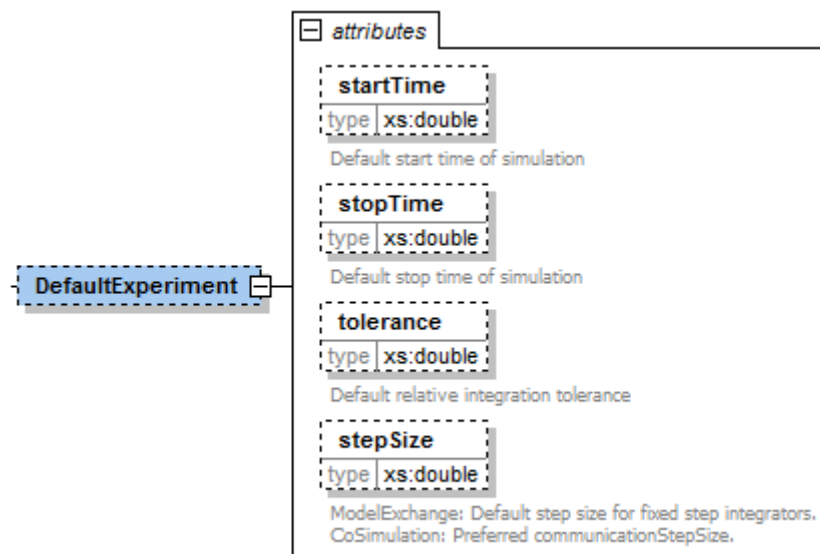 attributes
startTime
type xs:double
Default start time of simulation
stopTime
type xs:double
Default stop time of simulation
DefaultExperiment
tolerance
type xs:double
Default relative integration tolerance
stepSize
type xs:double
ModelExchange: Default step size for fixed step integrators.
CoSimulation: Preferred communicationStepSize.